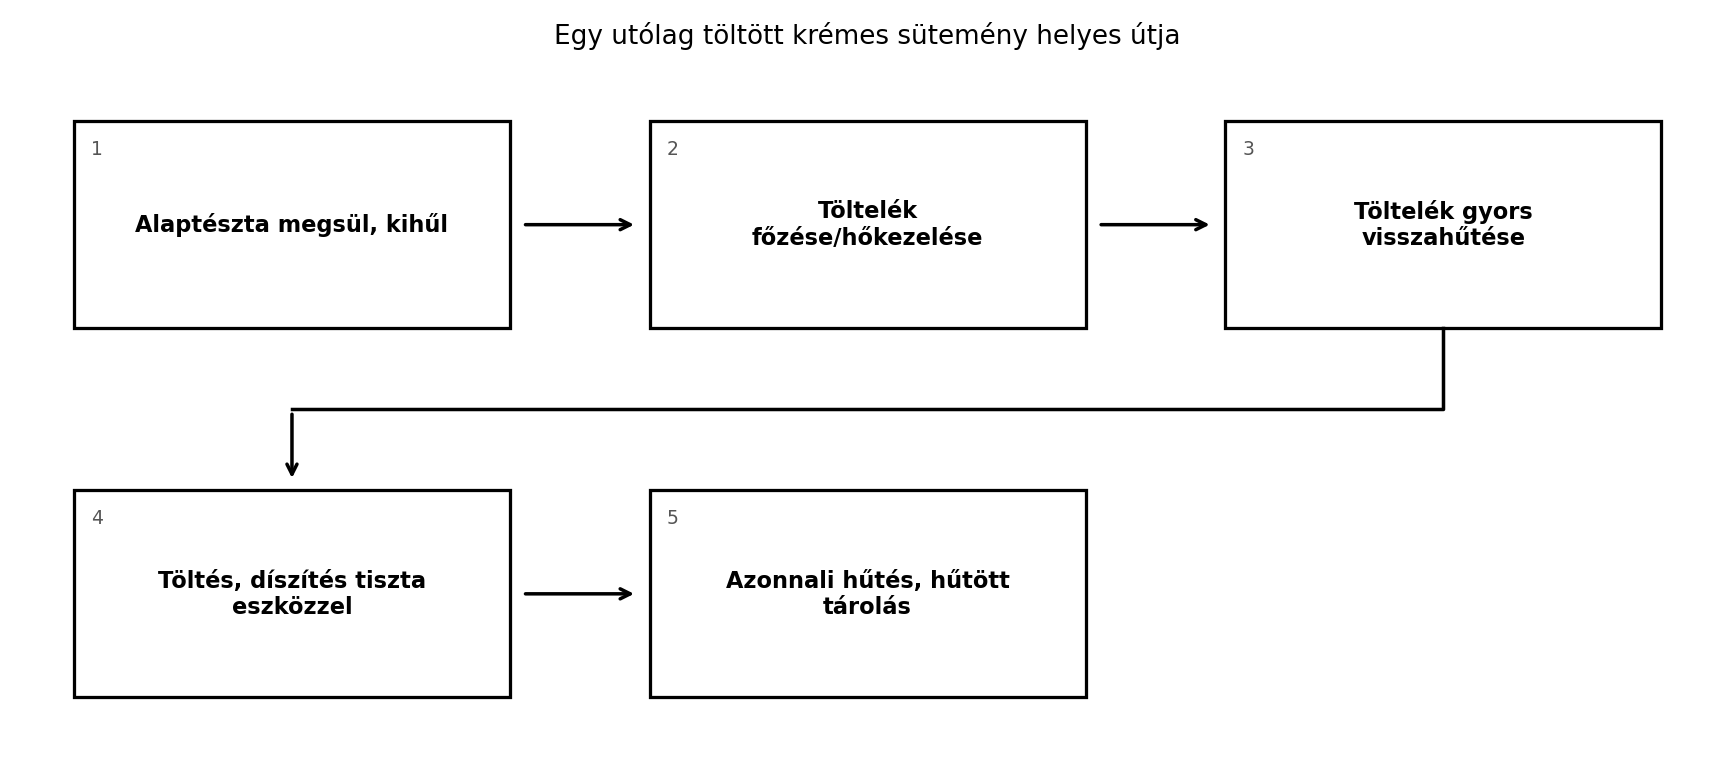 Egy utólag töltött krémes sütemény helyes útja
1
Alaptészta megsül, kihűl
2
Töltelék
főzése/hőkezelése
3
Töltelék gyors
visszahűtése
4
Töltés, díszítés tiszta
eszközzel
5
Azonnali hűtés, hűtött
tárolás